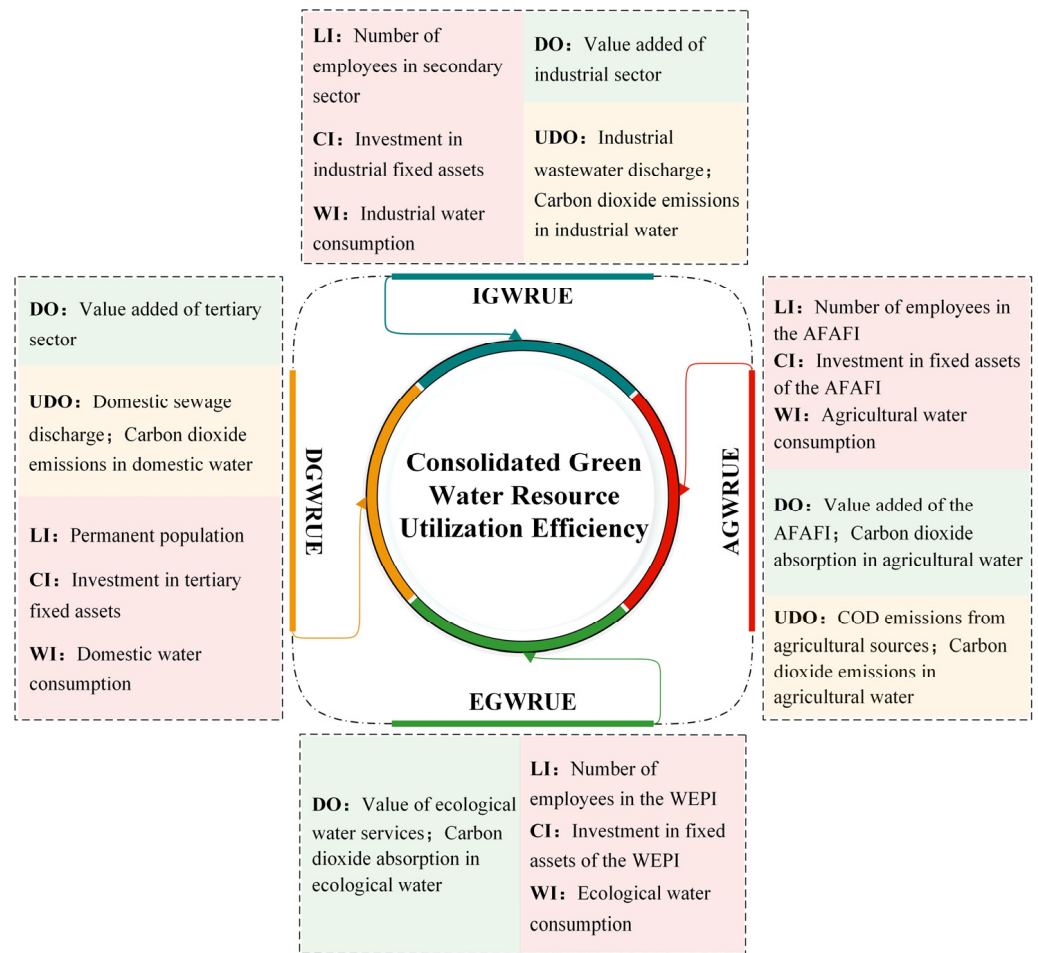 LI：Number of
employees in secondary
sector
CI：Investment in
industrial fixed assets
WI：Industrial water
consumption
DO：Value added of
industrial sector
UDO：Industrial
wastewater discharge；
Carbon dioxide emissions
in industrial water
IGWRUE
DO：Value added of tertiary
sector
UDO：Domestic sewage
discharge；Carbon dioxide
emissions in domestic water
LI：Permanent population
CI：Investment in tertiary
fixed assets
WI：Domestic water
consumption
DGWRUE
Consolidated Green
Water Resource
Utilization Efficiency
AGWRUE
LI：Number of employees in
the AFAFI
CI：Investment in fixed assets
of the AFAFI
WI：Agricultural water
consumption
DO：Value added of the
AFAFI；Carbon dioxide
absorption in agricultural water
UDO：COD emissions from
agricultural sources；Carbon
dioxide emissions in
agricultural water
EGWRUE
DO：Value of ecological
water services；Carbon
dioxide absorption in
ecological water
LI：Number of
employees in the WEPI
CI：Investment in fixed
assets of the WEPI
WI：Ecological water
consumption